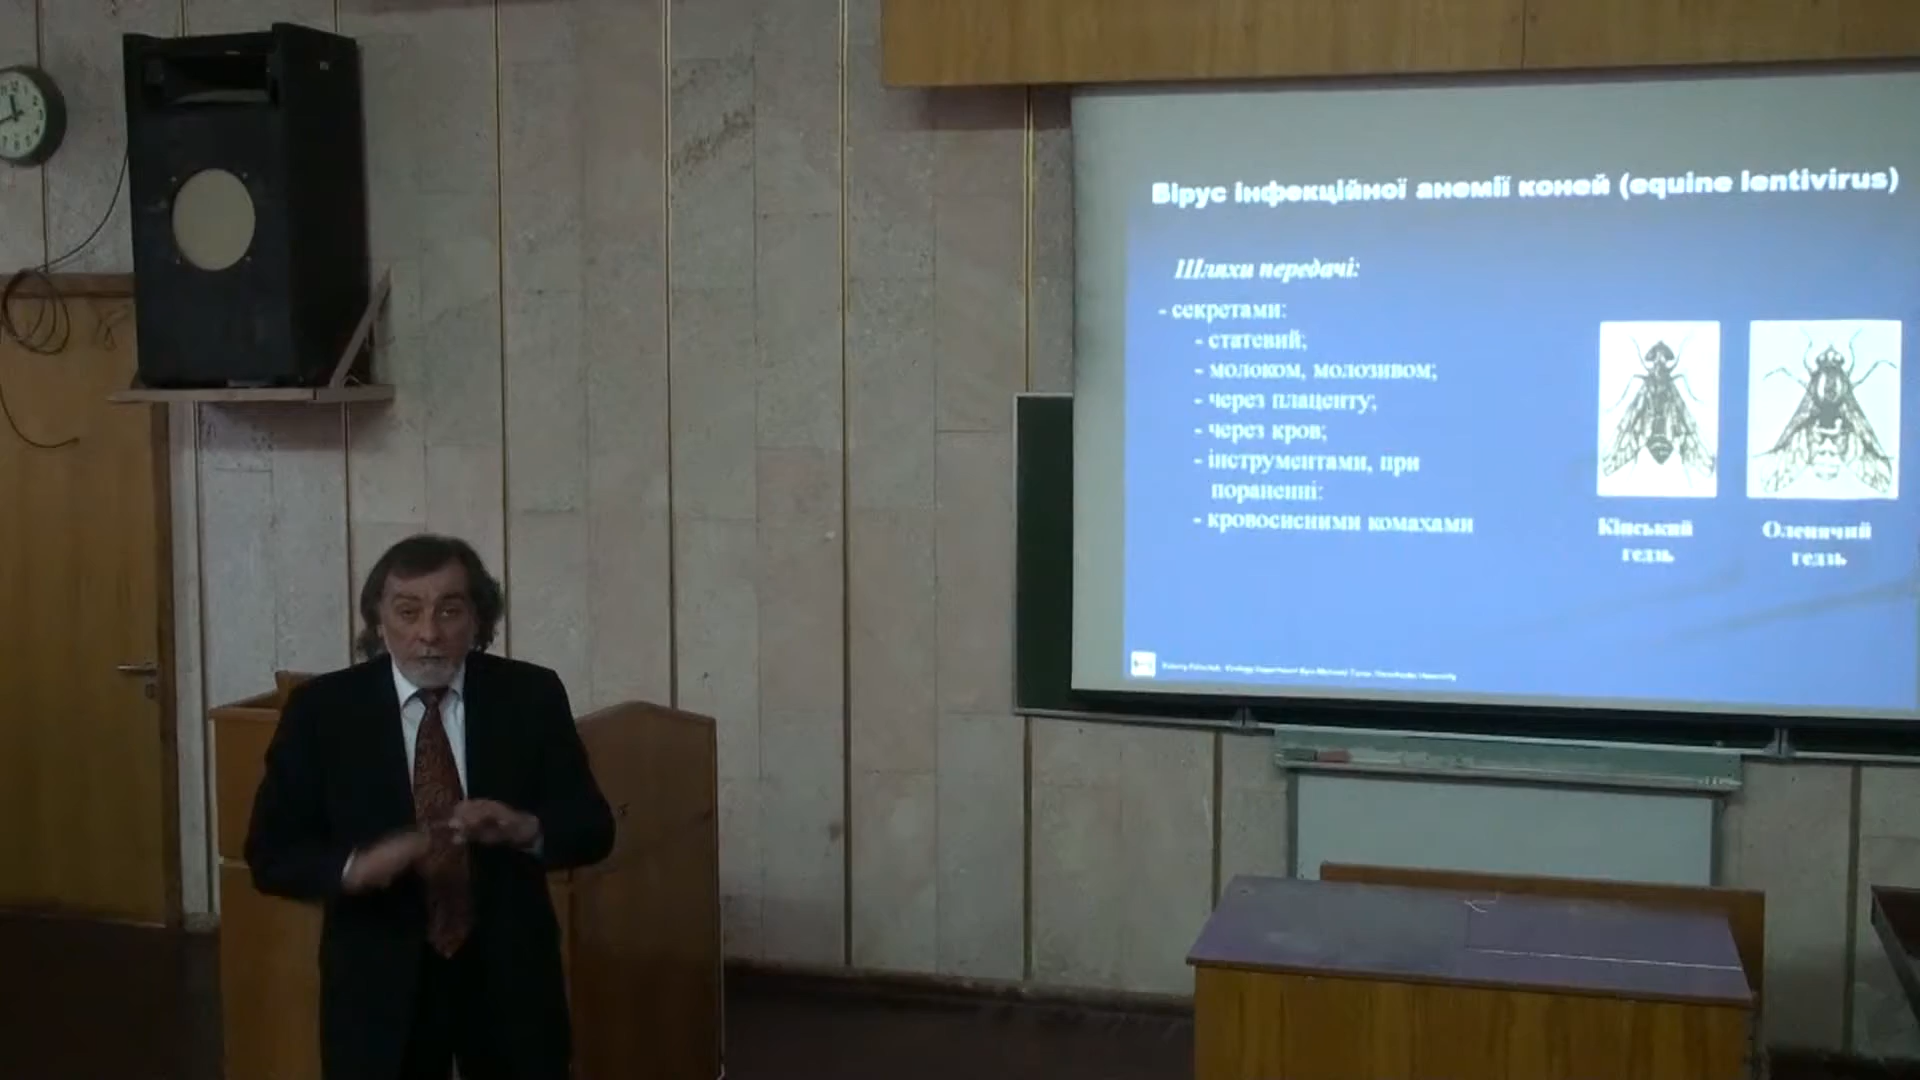 Вірус інфекційної анемії коней (equine lentivirus)
Шляхи передачі:
- секретами:
- статевий;
- молоком, молозивом;
- через плаценту;
- через кров;
- інструментами, при
пораненні:
- кровосисними комахами
Кінський
гедзь
Оленячий
гедзь